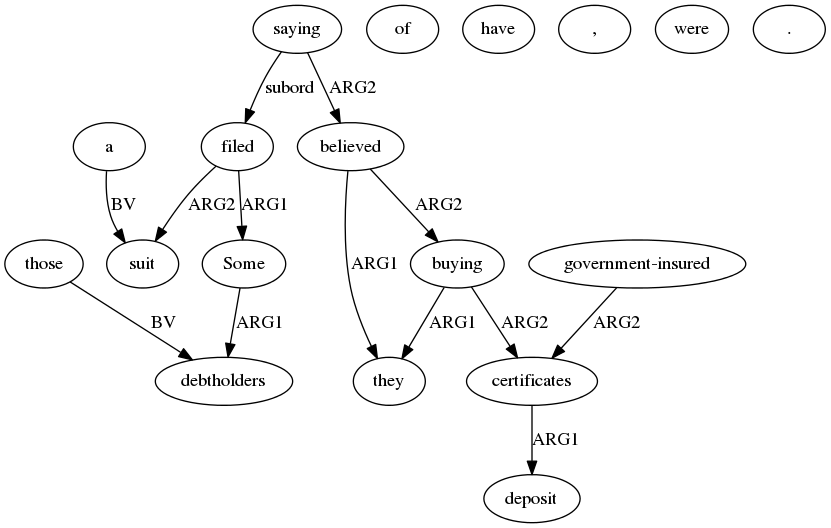 saying of have , were .
subord ARG2
a filed believed
BV ARG2 ARG1 ARG2
those suit Some buying government-insured
ARG1
BV ARG1 ARG1 ARG2 ARG2
debtholders they certificates
ARG1
deposit